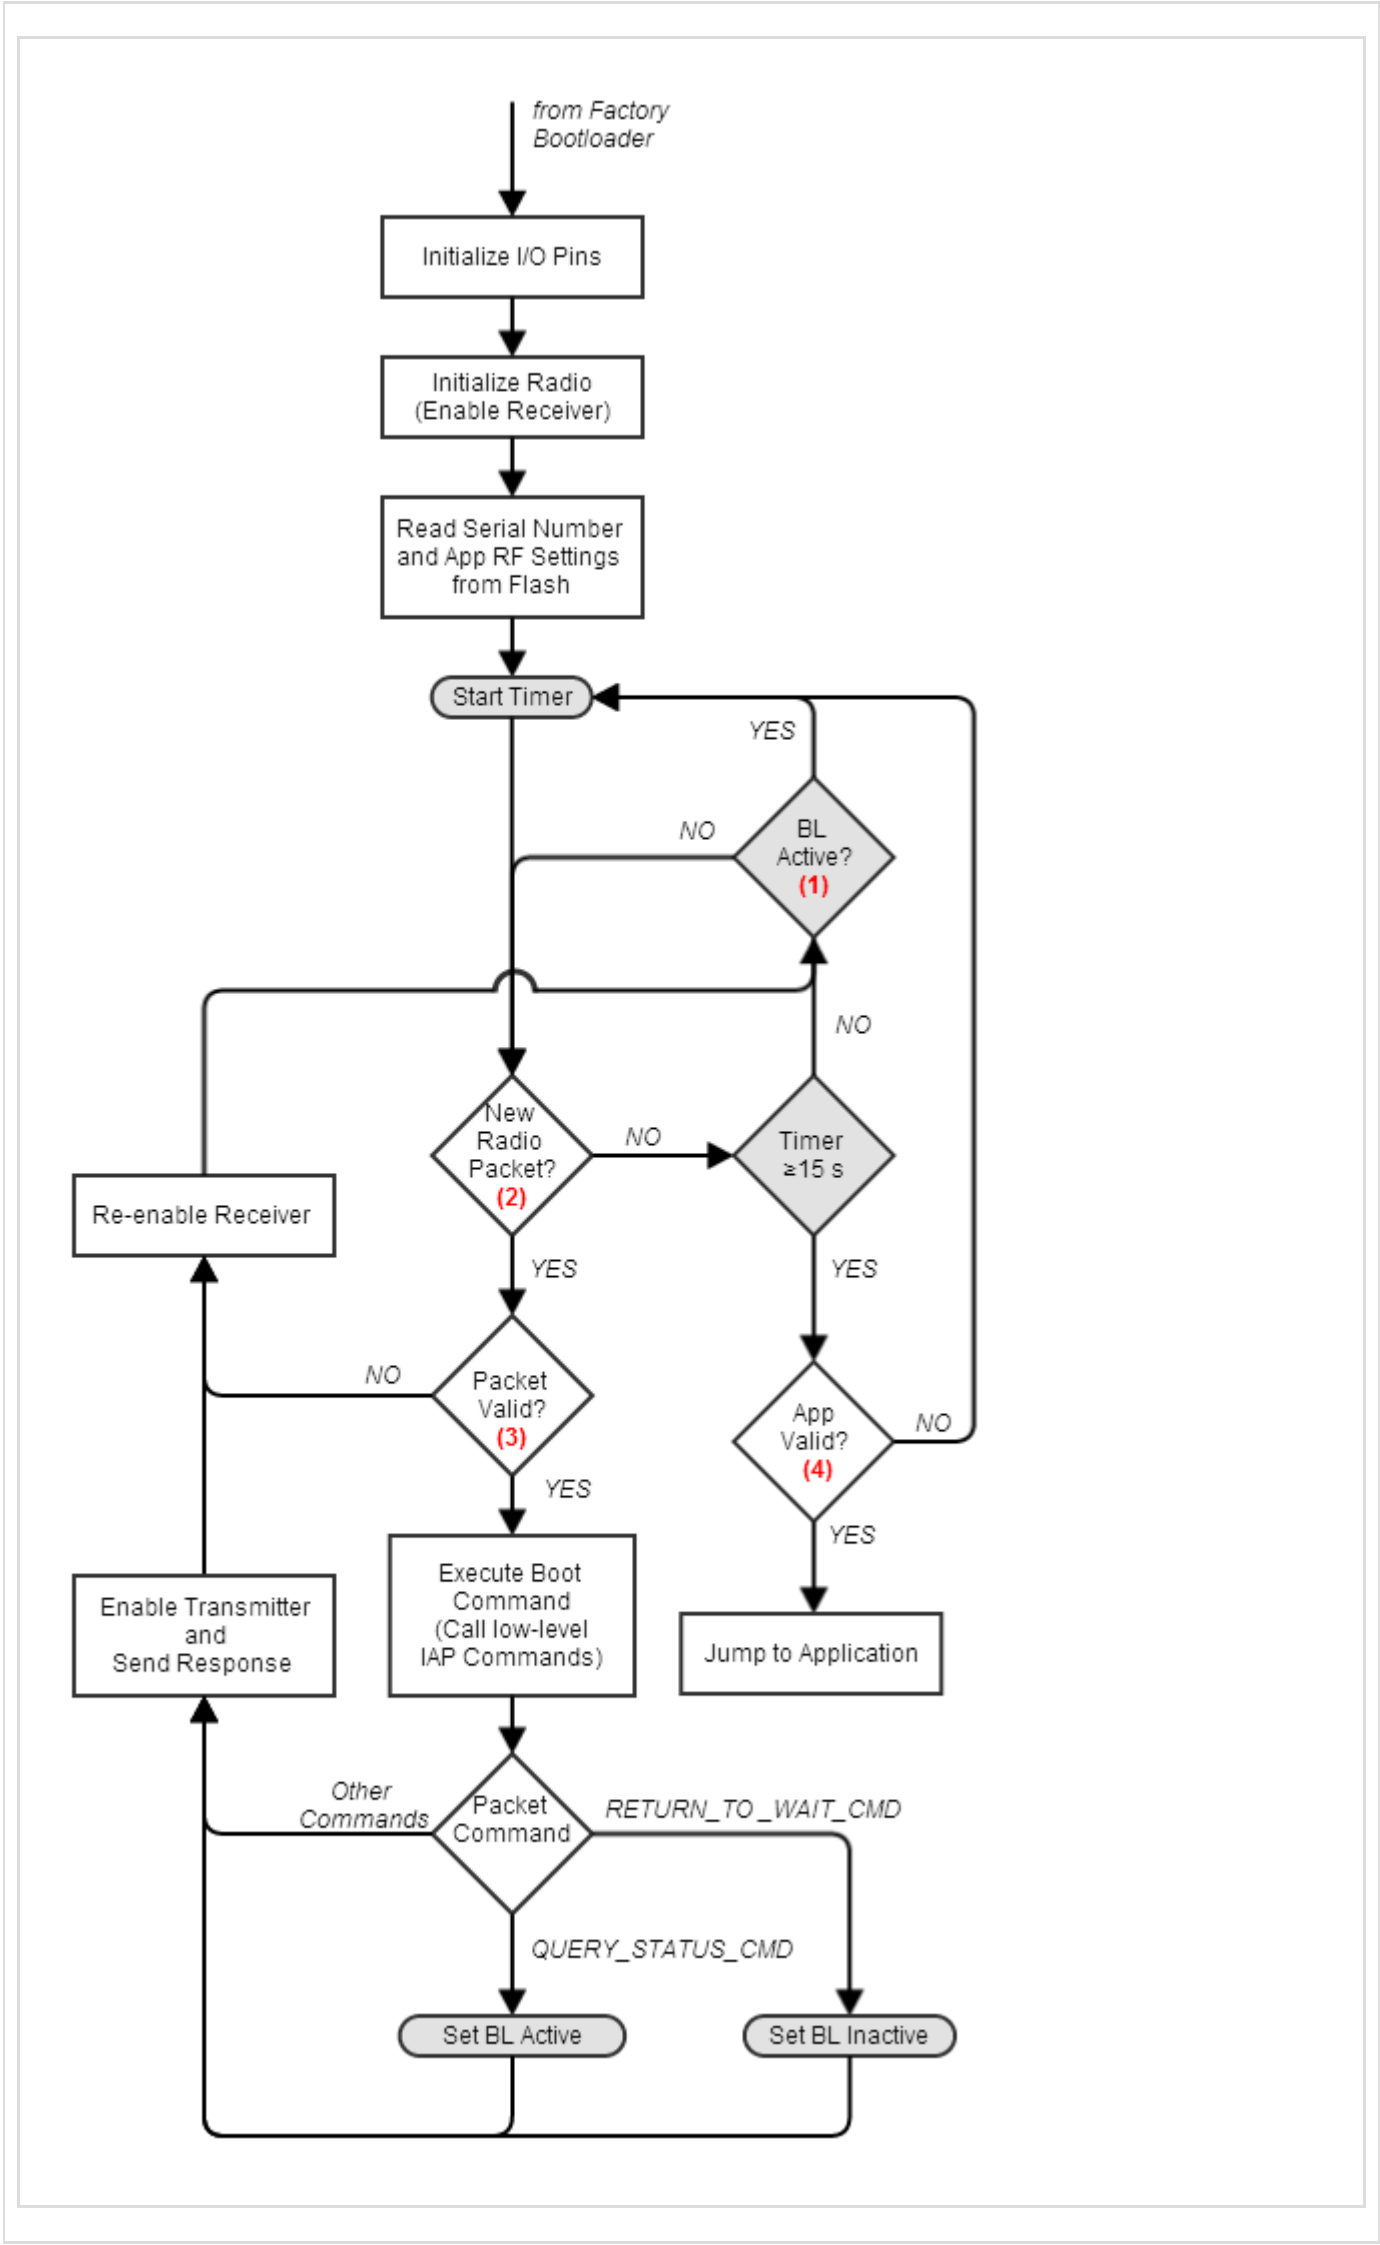 from Factory
Bootloader
Initialize I/O Pins
Initialize Radio
(Enable Receiver)
Read Serial Number
and App RF Settings
from Flash
Start Timer
YES
BL
Active?
(1)
NO
NO
New
Radio
Packet?
(2)
NO
Timer
≥15 s
Re-enable Receiver
YES
YES
NO
Packet
Valid?
(3)
App
Valid?
(4)
NO
YES
YES
Execute Boot
Command
(Call low-level
IAP Commands)
Enable Transmitter
and
Send Response
Jump to Application
Other
Commands
Packet
Command
RETURN_TO_WAIT_CMD
QUERY_STATUS_CMD
Set BL Active
Set BL Inactive